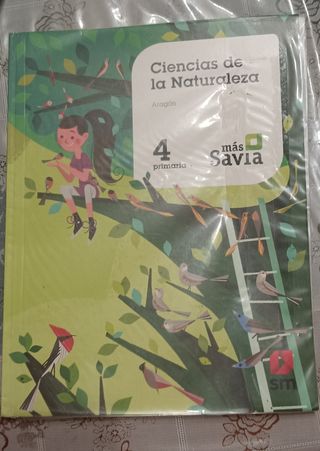 Ciencias de
la Naturaleza
Aragón
4
primaria
más
Savia
sm